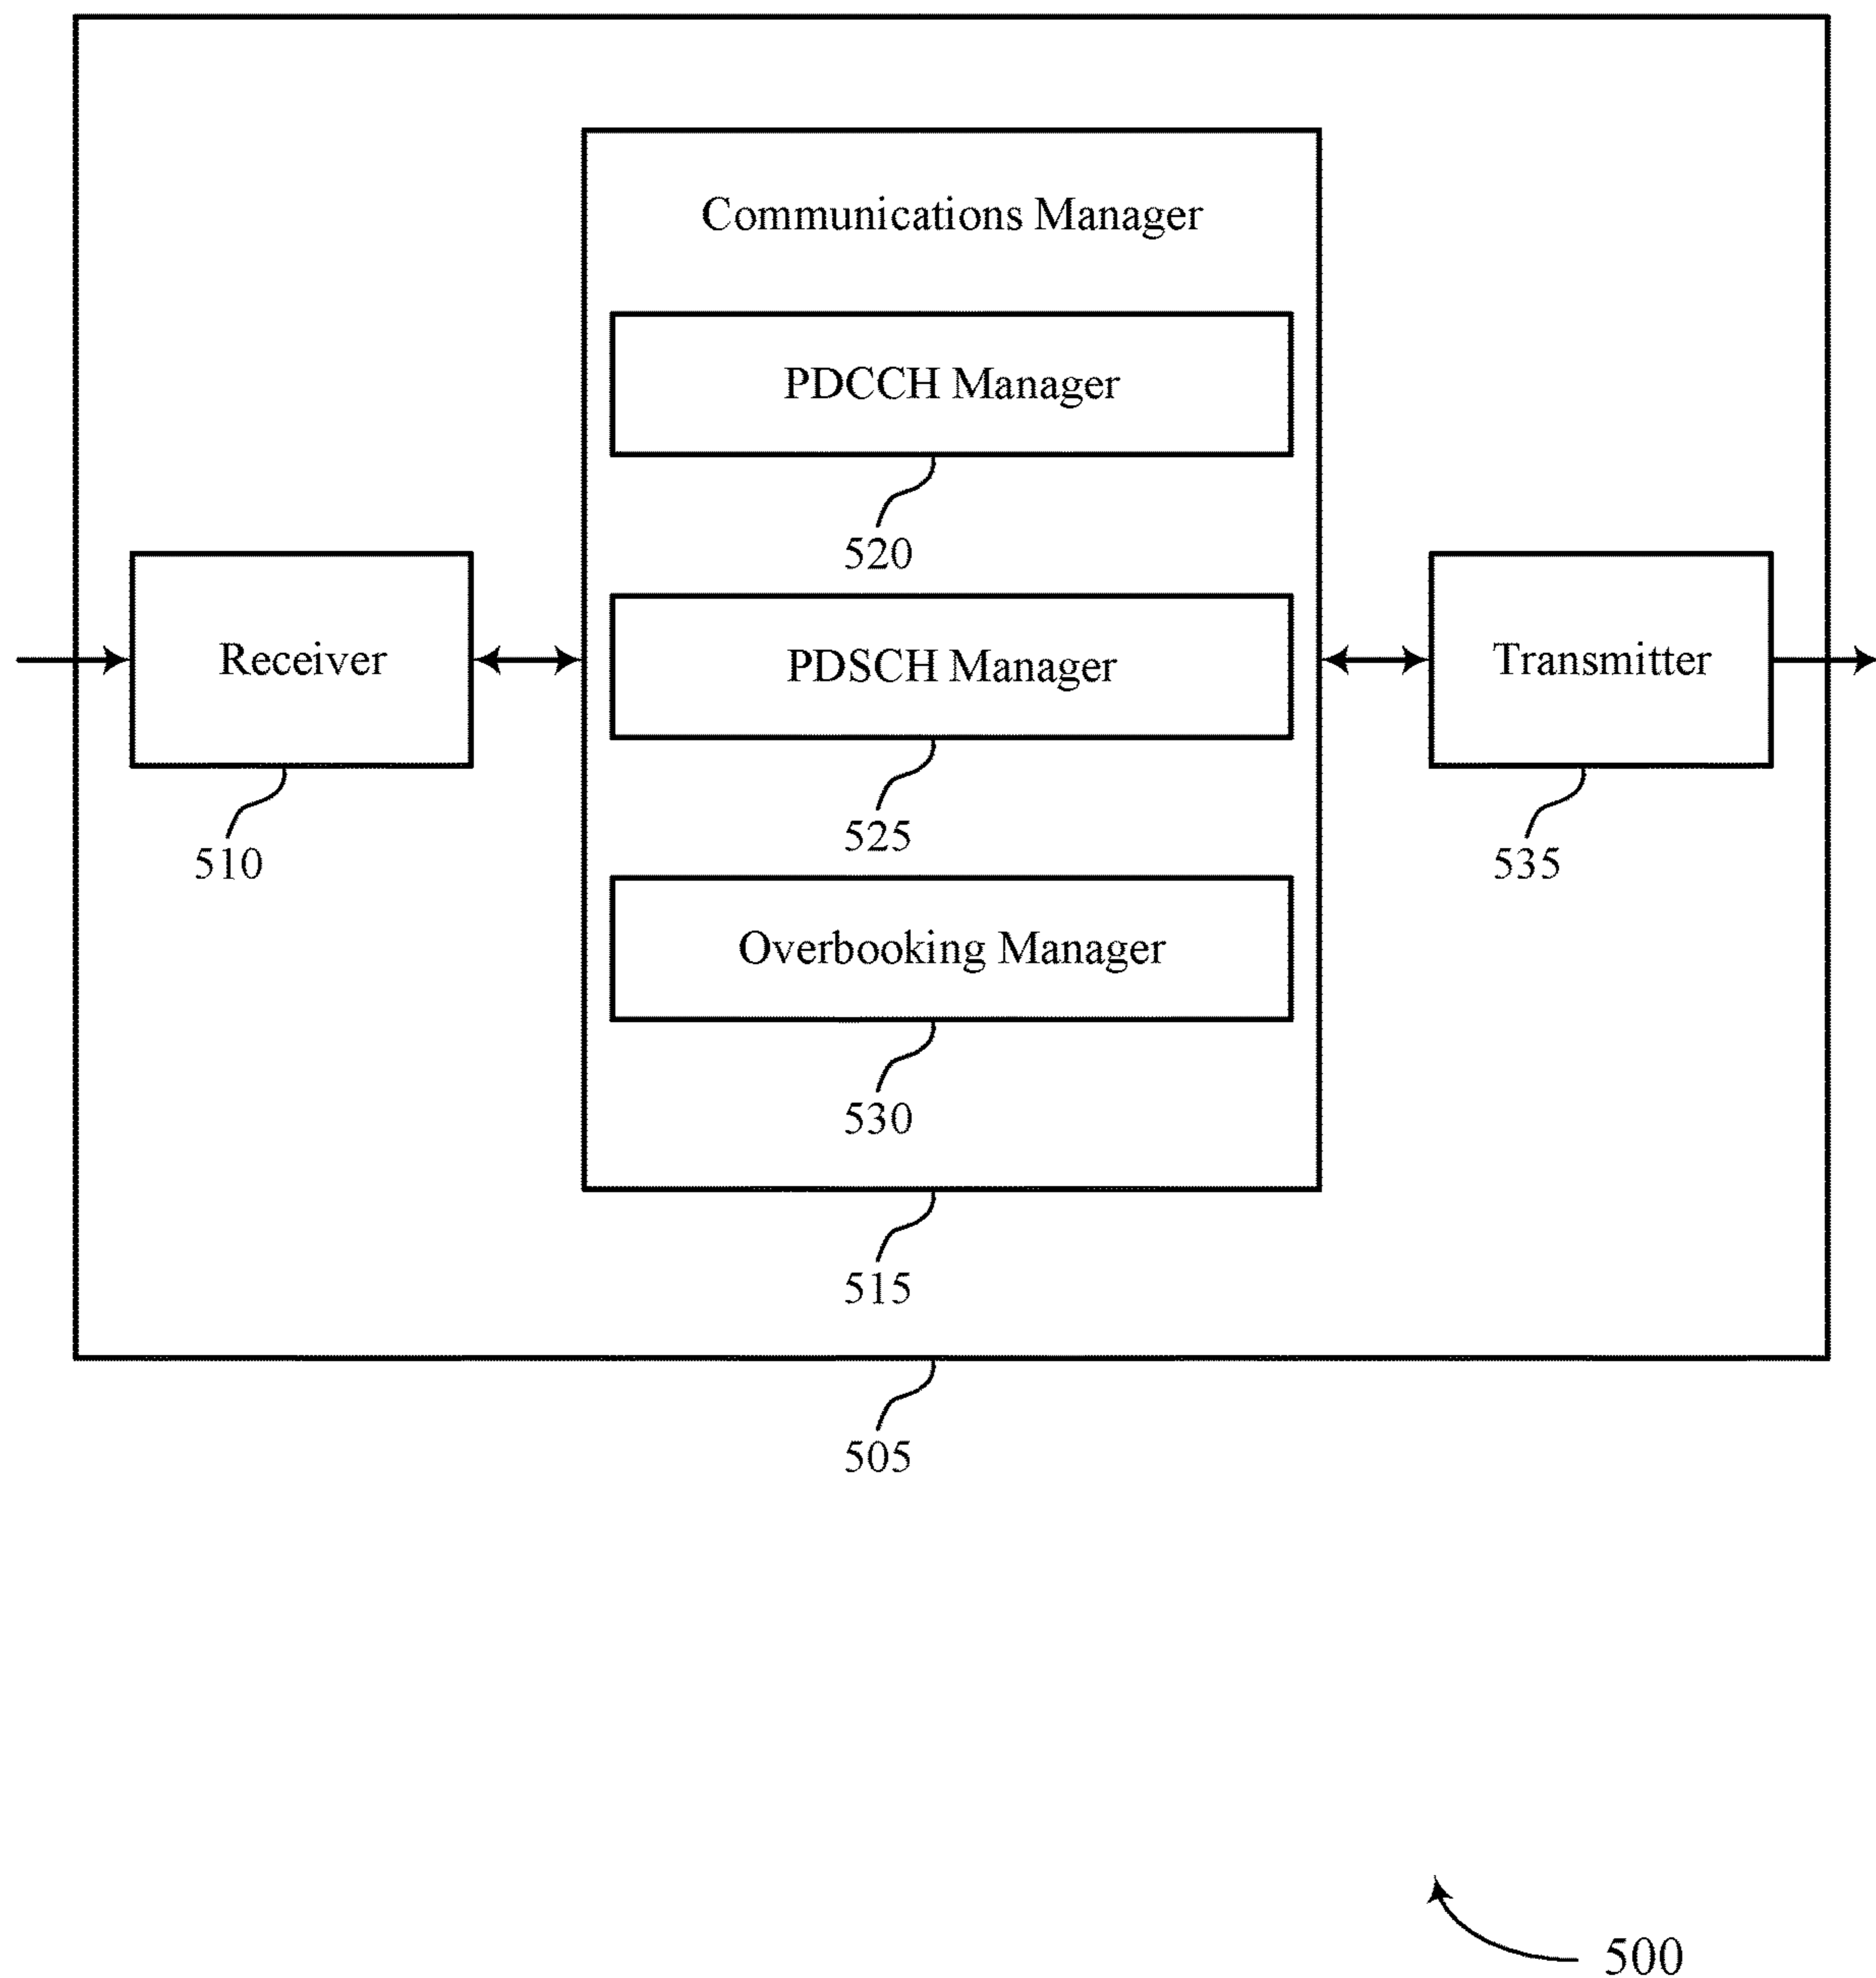 Communications Manager
PDCCH Manager
520
Receiver
510
PDSCH Manager
525
Transmitter
535
Overbooking Manager
530
515
505
500